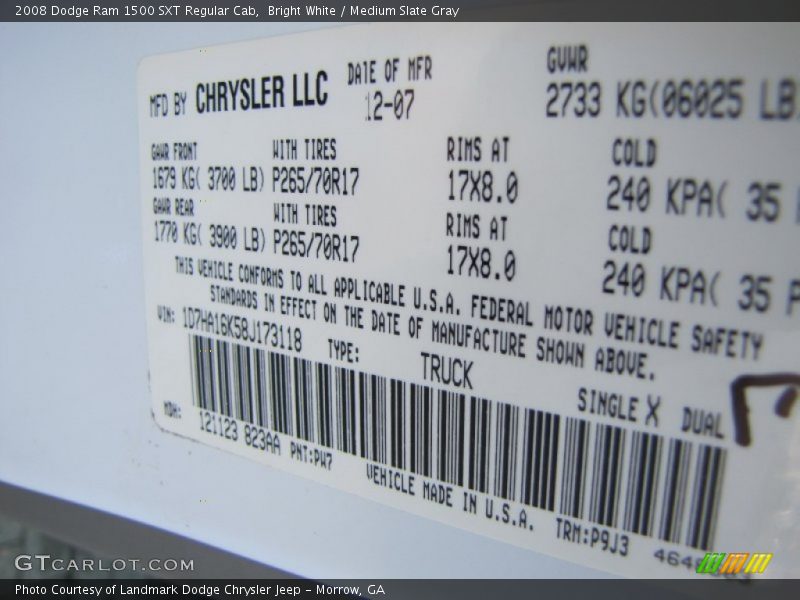 2008 Dodge Ram 1500 SXT Regular Cab,  Bright White / Medium Slate Gray
MFD BY CHRYSLER LLC DATE OF MFR GVWR
12-07 2733 KG(06025 LB
GAWR FRONT WITH TIRES RIMS AT COLD
1679 KG( 3700 LB) P265/70R17 17X8.0 240 KPA( 35
GAWR REAR WITH TIRES RIMS AT COLD
1770 KG( 3900 LB) P265/70R17 17X8.0 240 KPA( 35 P
THIS VEHICLE CONFORMS TO ALL APPLICABLE U.S.A. FEDERAL MOTOR VEHICLE SAFETY
STANDARDS IN EFFECT ON THE DATE OF MANUFACTURE SHOWN ABOVE.
VIN: 1D7HA16K58J173118 TYPE: TRUCK
SINGLE X DUAL
MDH: 121123 823AA PNT:PW7
VEHICLE MADE IN U.S.A. TRM:P9J3
GTCARLOT.COM
Photo Courtesy of Landmark Dodge Chrysler Jeep - Morrow, GA